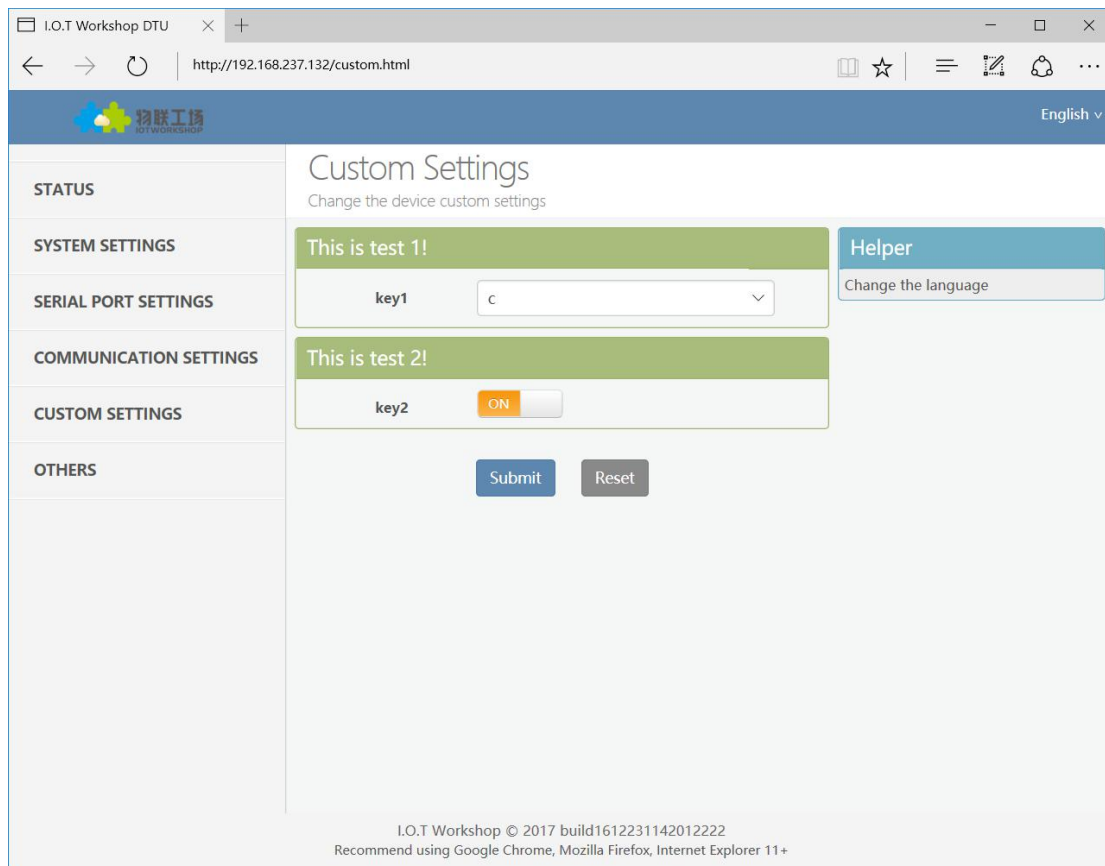 I.O.T Workshop DTU
http://192.168.237.132/custom.html
物联工场
IOTWORKSHOP
English
STATUS
SYSTEM SETTINGS
SERIAL PORT SETTINGS
COMMUNICATION SETTINGS
CUSTOM SETTINGS
OTHERS
Custom Settings
Change the device custom settings
This is test 1!
key1
c
This is test 2!
key2
ON
Submit
Reset
Helper
Change the language
I.O.T Workshop © 2017 build1612231142012222
Recommend using Google Chrome, Mozilla Firefox, Internet Explorer 11+